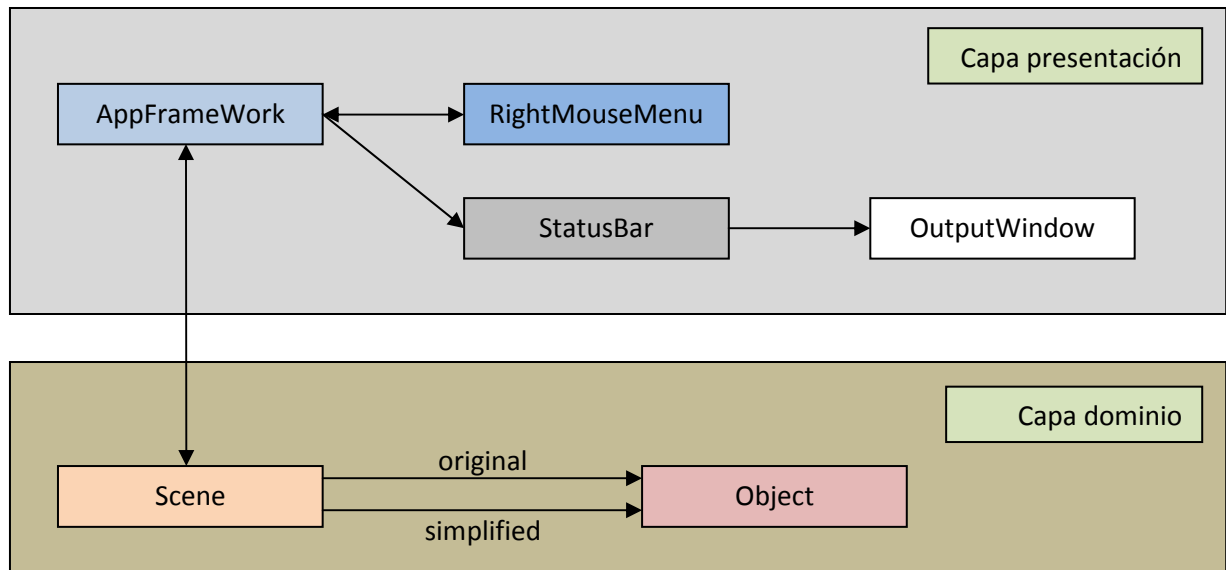 Capa presentación
AppFrameWork
RightMouseMenu
StatusBar
OutputWindow
Capa dominio
original
Scene
Object
simplified